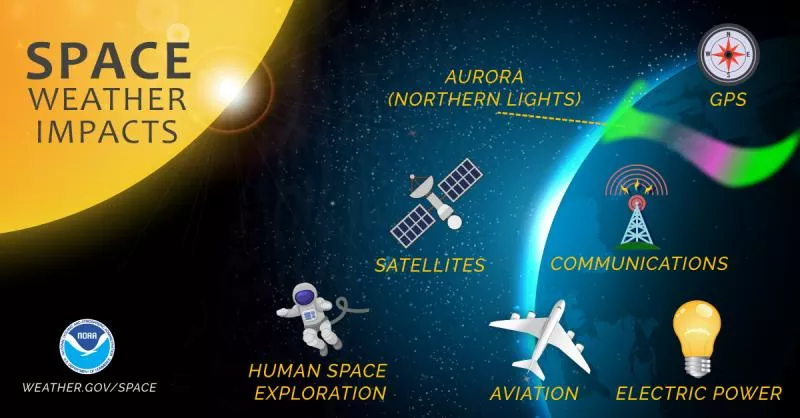 SPACE
WEATHER
IMPACTS
AURORA
(NORTHERN LIGHTS)
N
W
E
S
GPS
SATELLITES
COMMUNICATIONS
HUMAN SPACE
EXPLORATION
AVIATION
ELECTRIC POWER
NOAA
WEATHER.GOV/SPACE